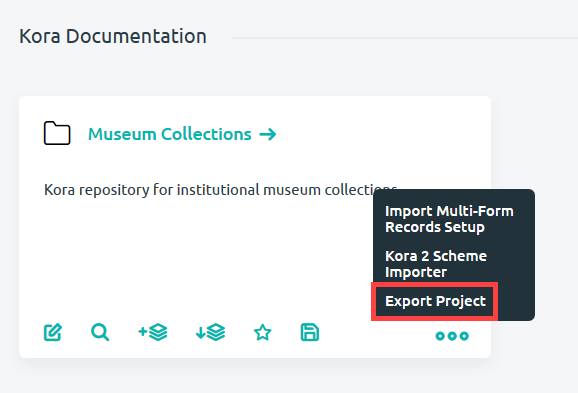 Kora Documentation
Museum Collections
Kora repository for institutional museum collections
Import Multi-Form
Records Setup
Kora 2 Scheme
Importer
Export Project